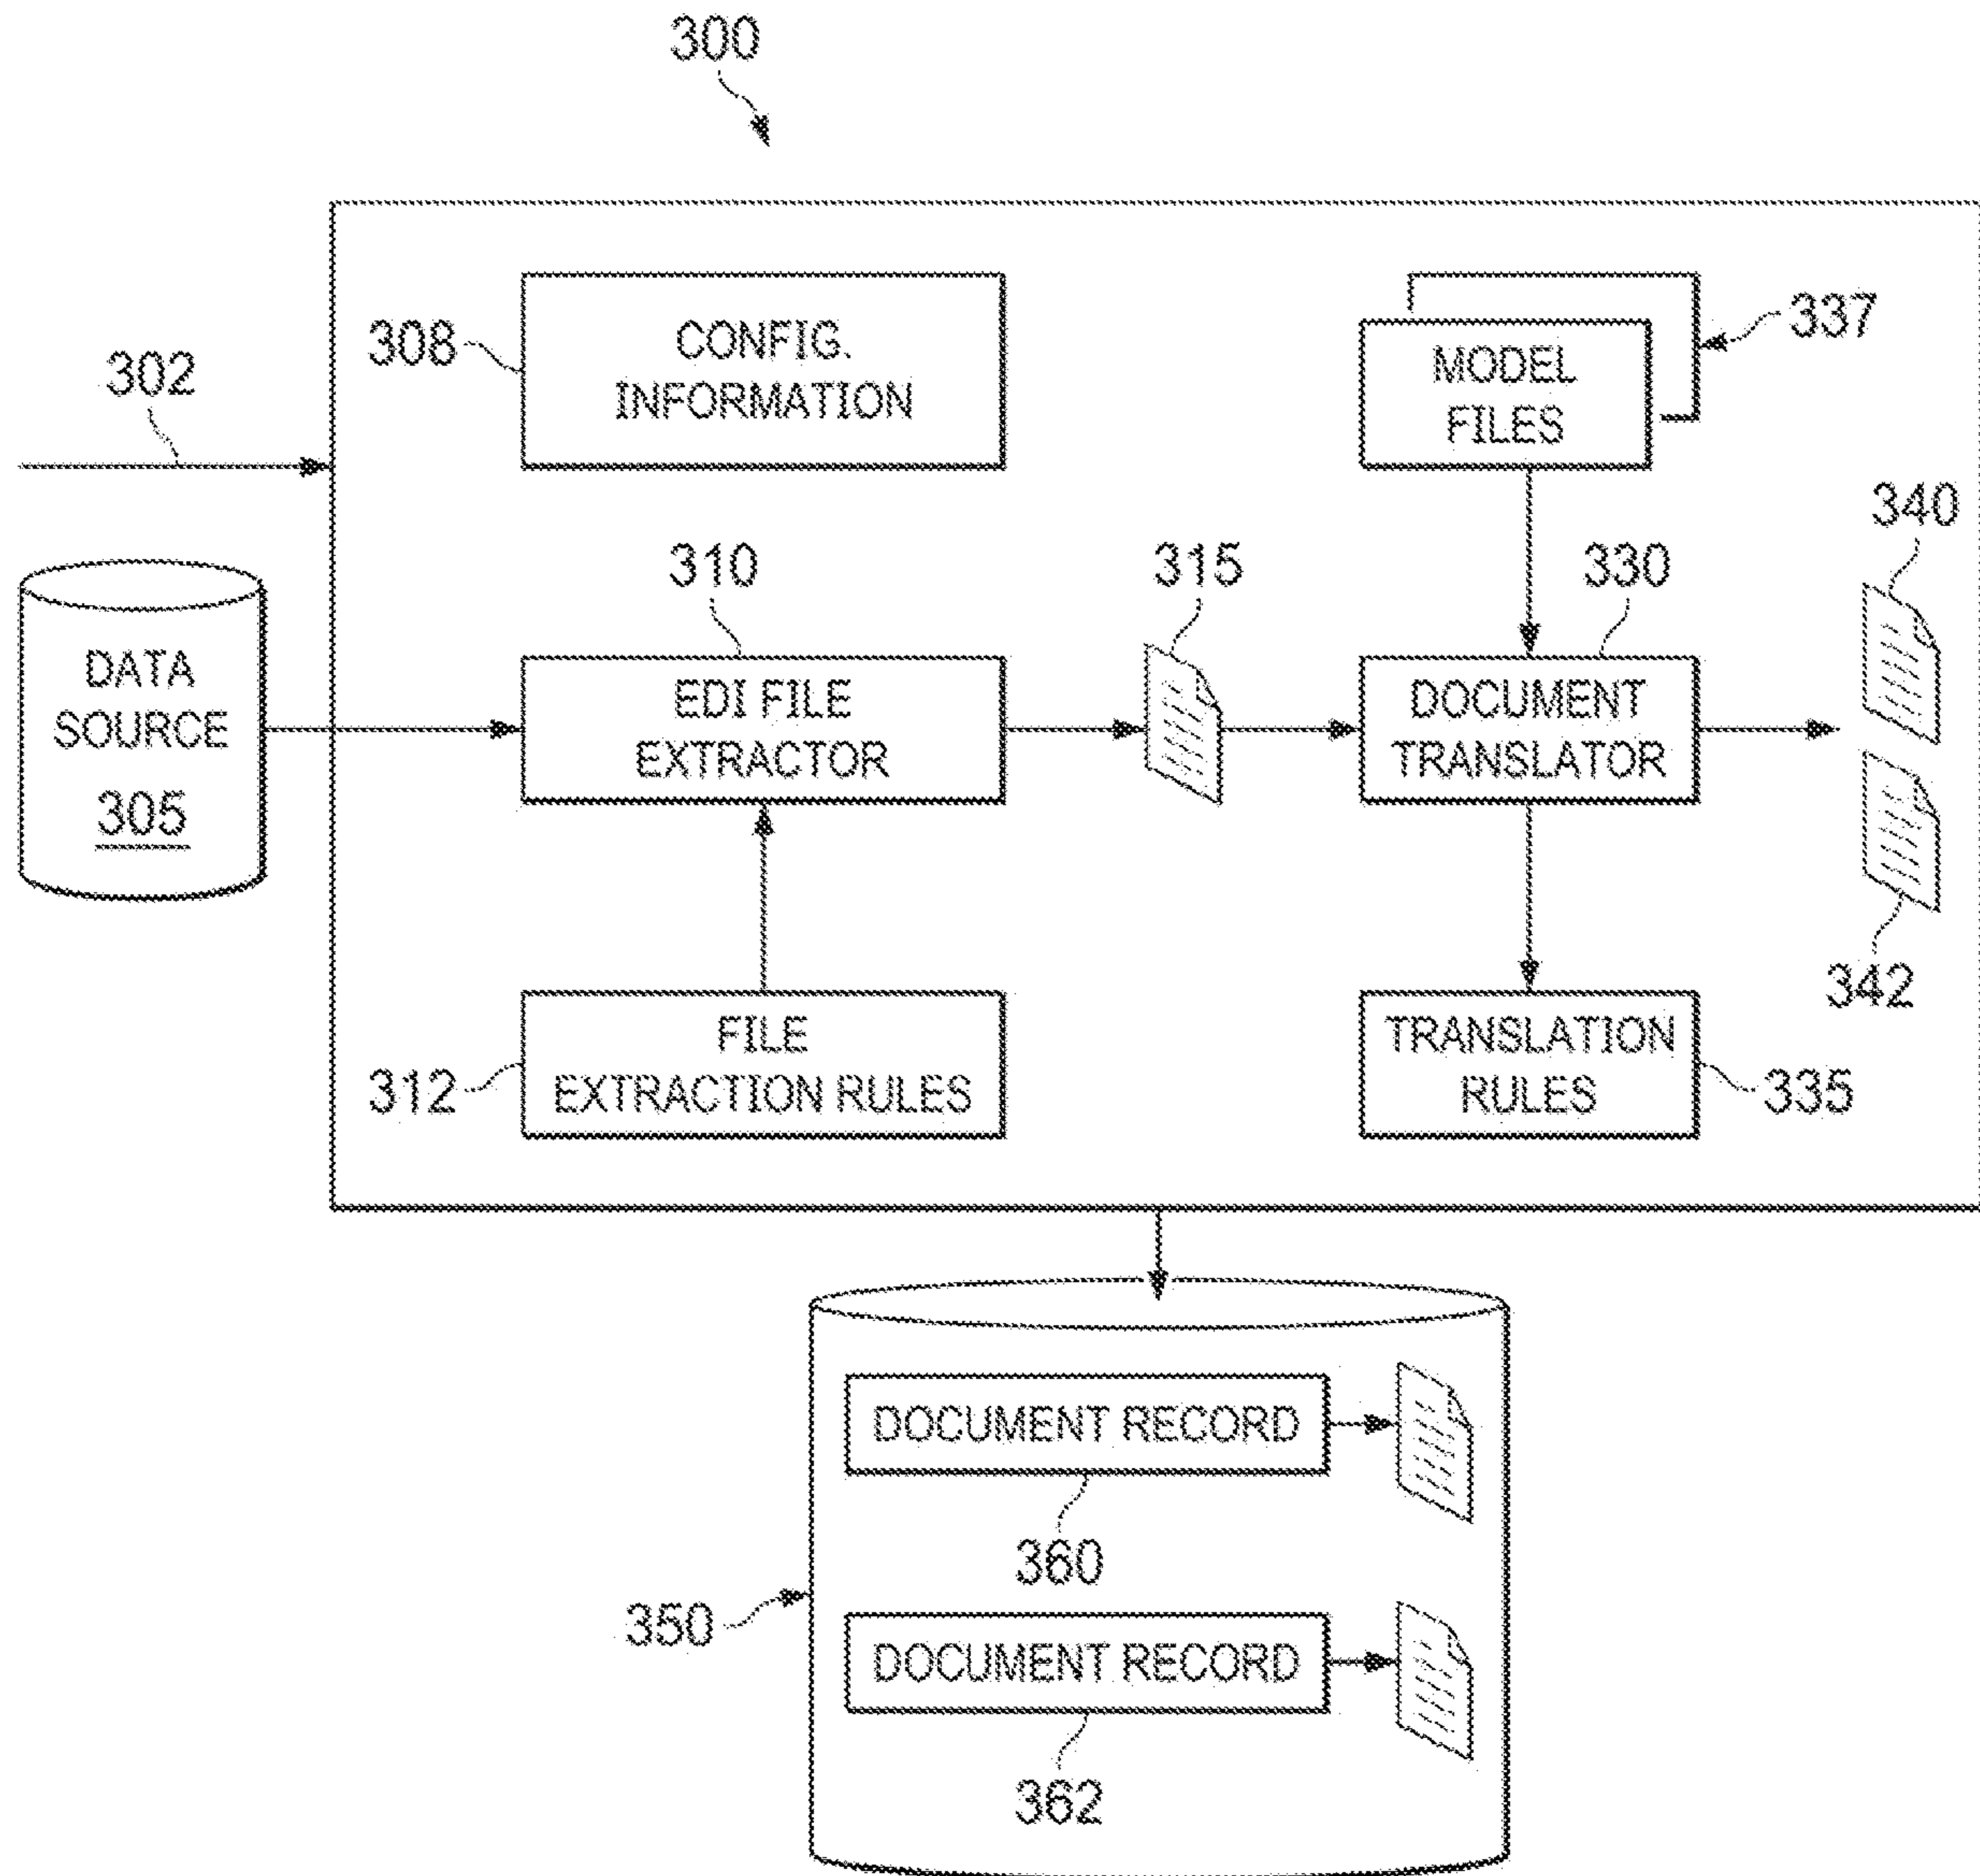 300
302
308
CONFIG.
INFORMATION
MODEL
FILES
337
DATA
SOURCE
305
310
EDI FILE
EXTRACTOR
315
330
DOCUMENT
TRANSLATOR
340
342
312
FILE
EXTRACTION RULES
TRANSLATION
RULES
335
350
DOCUMENT RECORD
360
DOCUMENT RECORD
362